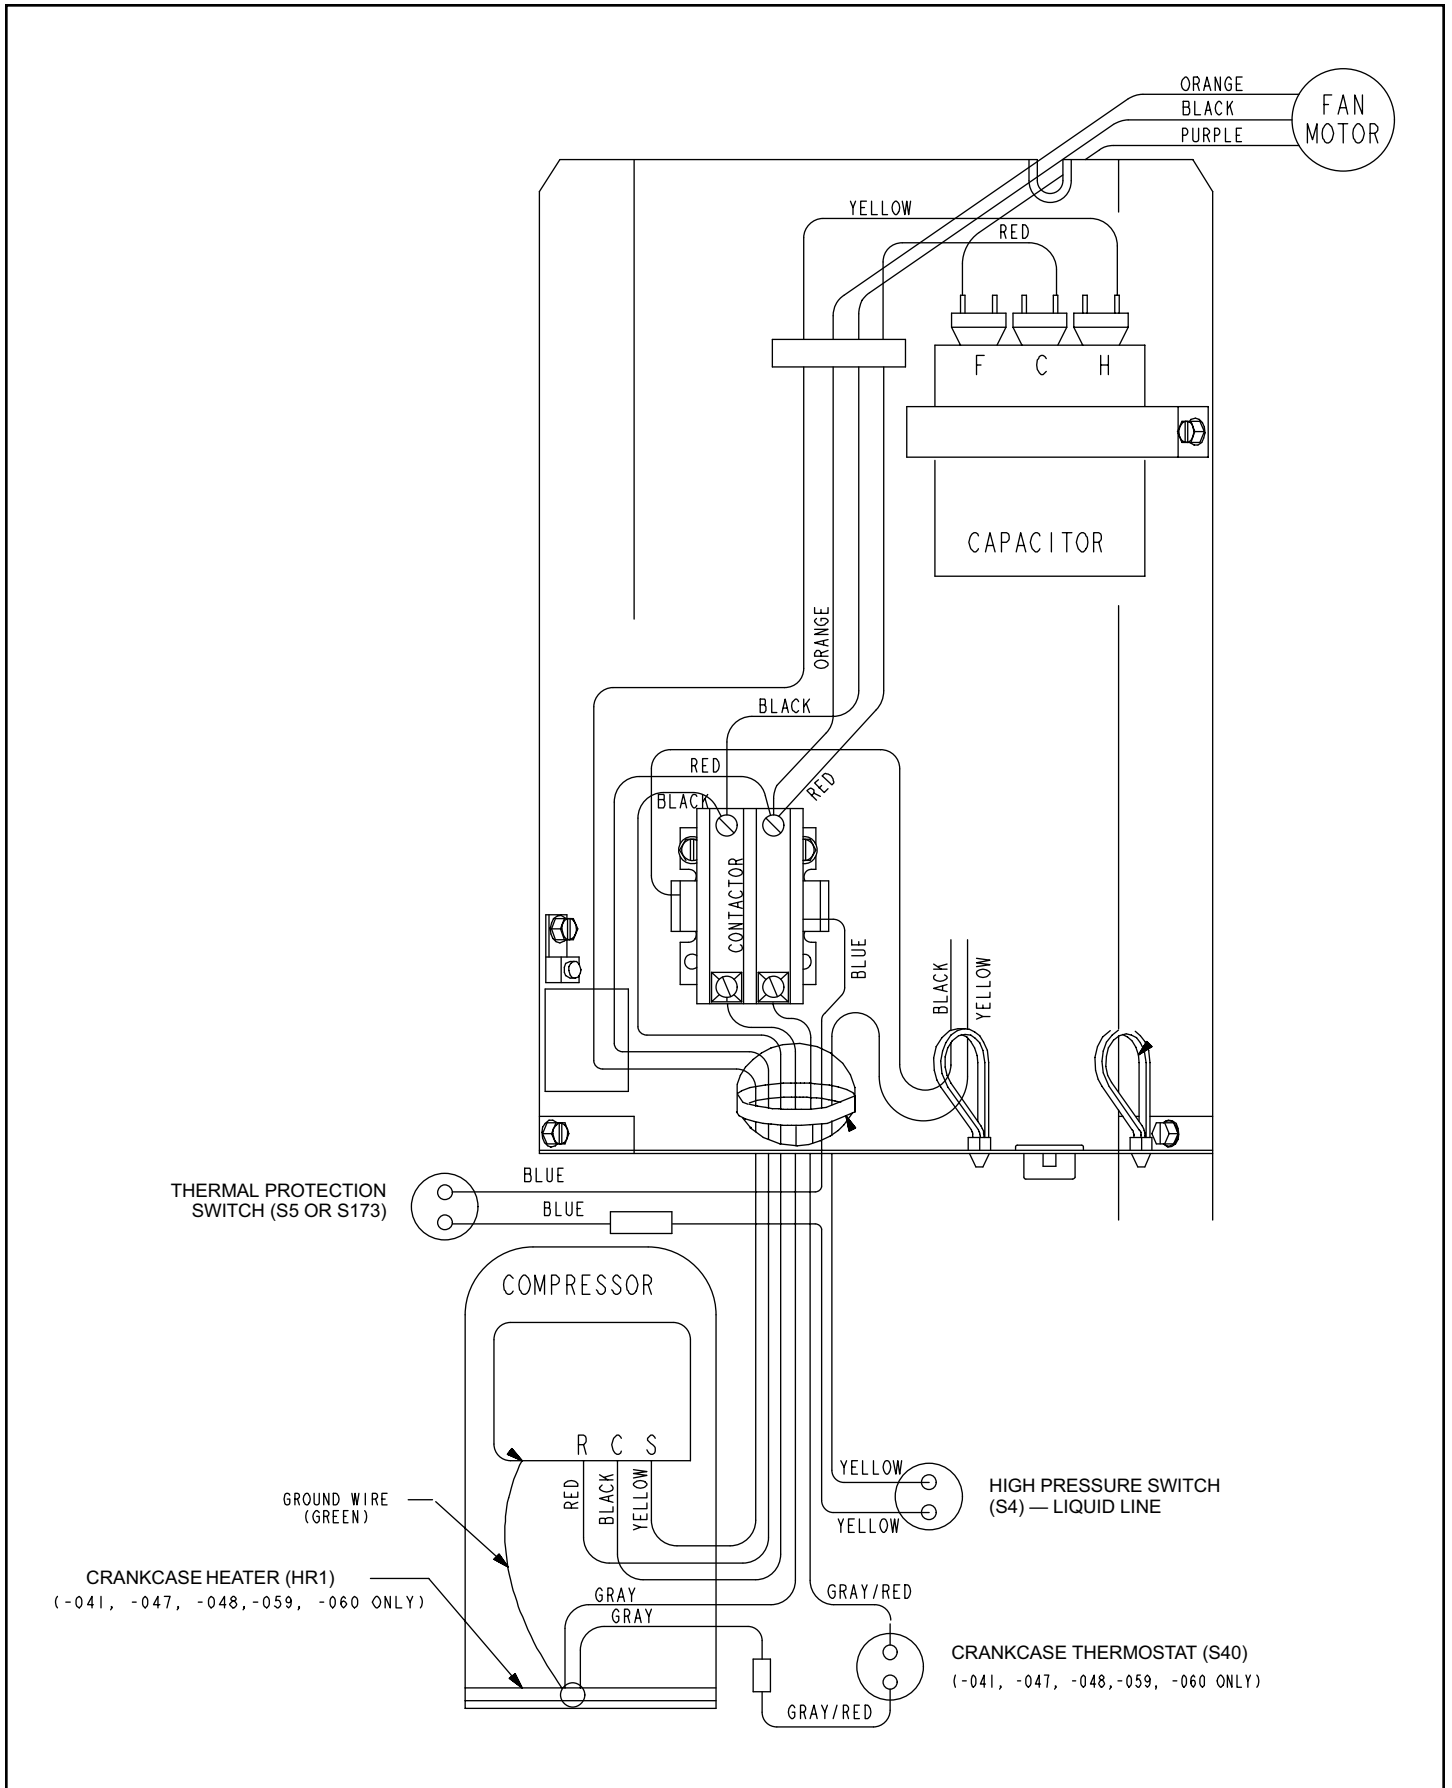 ORANGE
BLACK
PURPLE
FAN
MOTOR
YELLOW
RED
F C H
CAPACITOR
ORANGE
BLACK
RED
RED
BLACK
CONTACTOR
BLUE
BLACK
YELLOW
BLUE
THERMAL PROTECTION
SWITCH (S5 OR S173)
BLUE
COMPRESSOR
R C S
RED
BLACK
YELLOW
YELLOW
HIGH PRESSURE SWITCH
(S4) — LIQUID LINE
YELLOW
GROUND WIRE
(GREEN)
CRANKCASE HEATER (HR1)
(-041, -047, -048,-059, -060 ONLY)
GRAY
GRAY
GRAY/RED
CRANKCASE THERMOSTAT (S40)
(-041, -047, -048,-059, -060 ONLY)
GRAY/RED